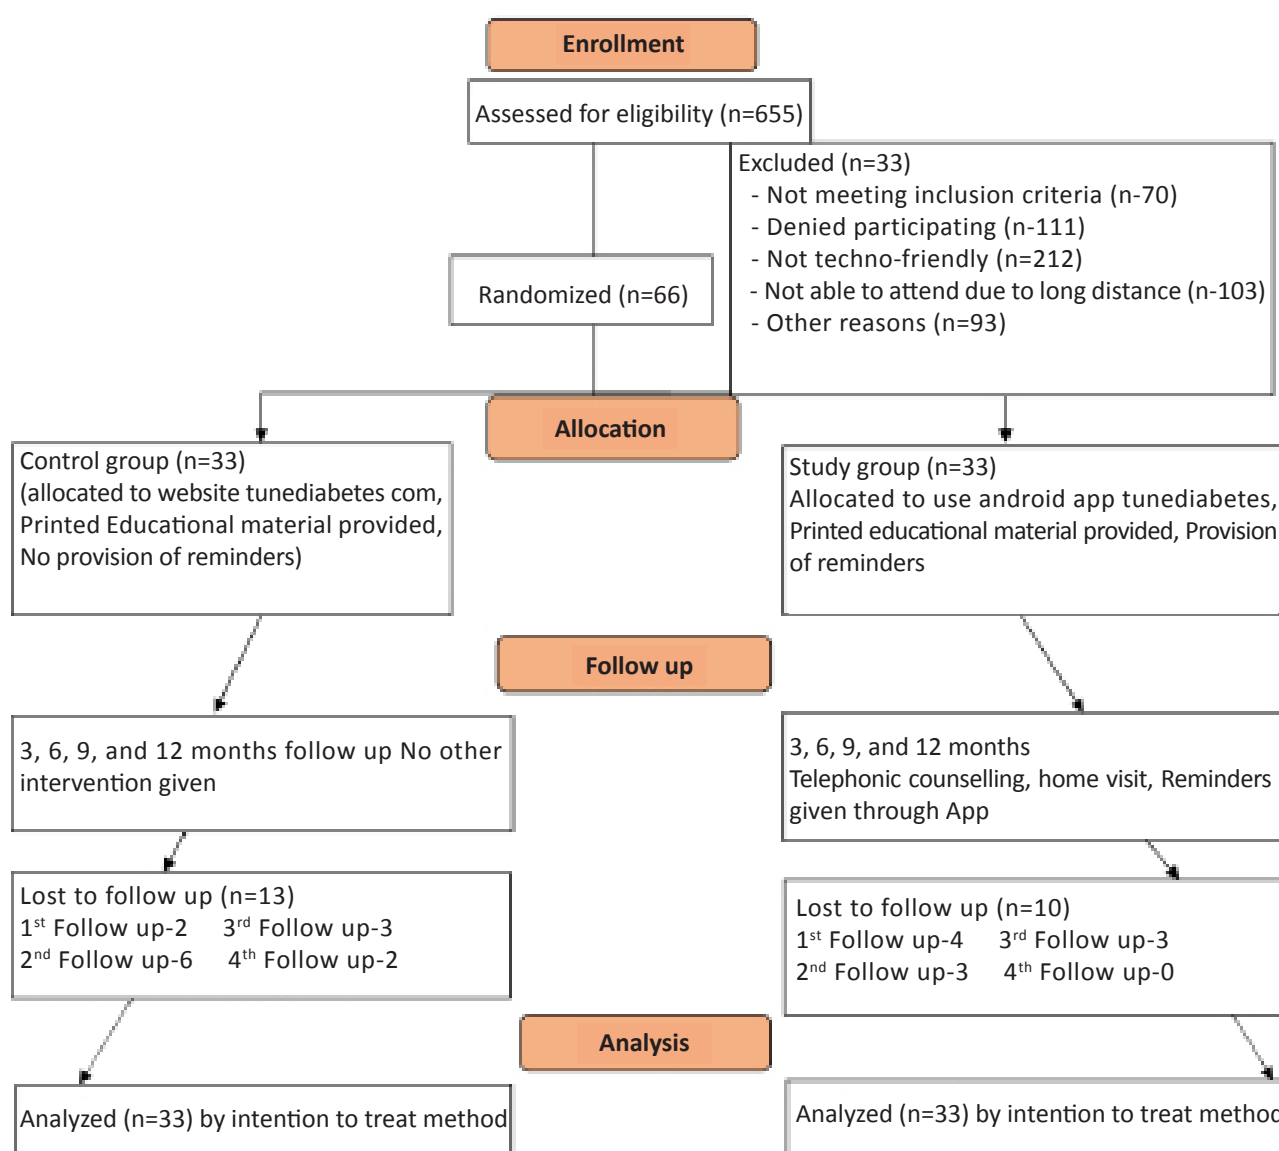 Enrollment
Assessed for eligibility (n=655)
Excluded (n=33)
- Not meeting inclusion criteria (n-70)
- Denied participating (n-111)
- Not techno-friendly (n=212)
- Not able to attend due to long distance (n-103)
- Other reasons (n=93)
Randomized (n=66)
Allocation
Control group (n=33)
(allocated to website tunediabetes com,
Printed Educational material provided,
No provision of reminders)
Study group (n=33)
Allocated to use android app tunediabetes,
Printed educational material provided, Provision
of reminders
Follow up
3, 6, 9, and 12 months follow up No other
intervention given
3, 6, 9, and 12 months
Telephonic counselling, home visit, Reminders
given through App
Lost to follow up (n=13)
1st Follow up-2 3rd Follow up-3
2nd Follow up-6 4th Follow up-2
Lost to follow up (n=10)
1st Follow up-4 3rd Follow up-3
2nd Follow up-3 4th Follow up-0
Analysis
Analyzed (n=33) by intention to treat method
Analyzed (n=33) by intention to treat method